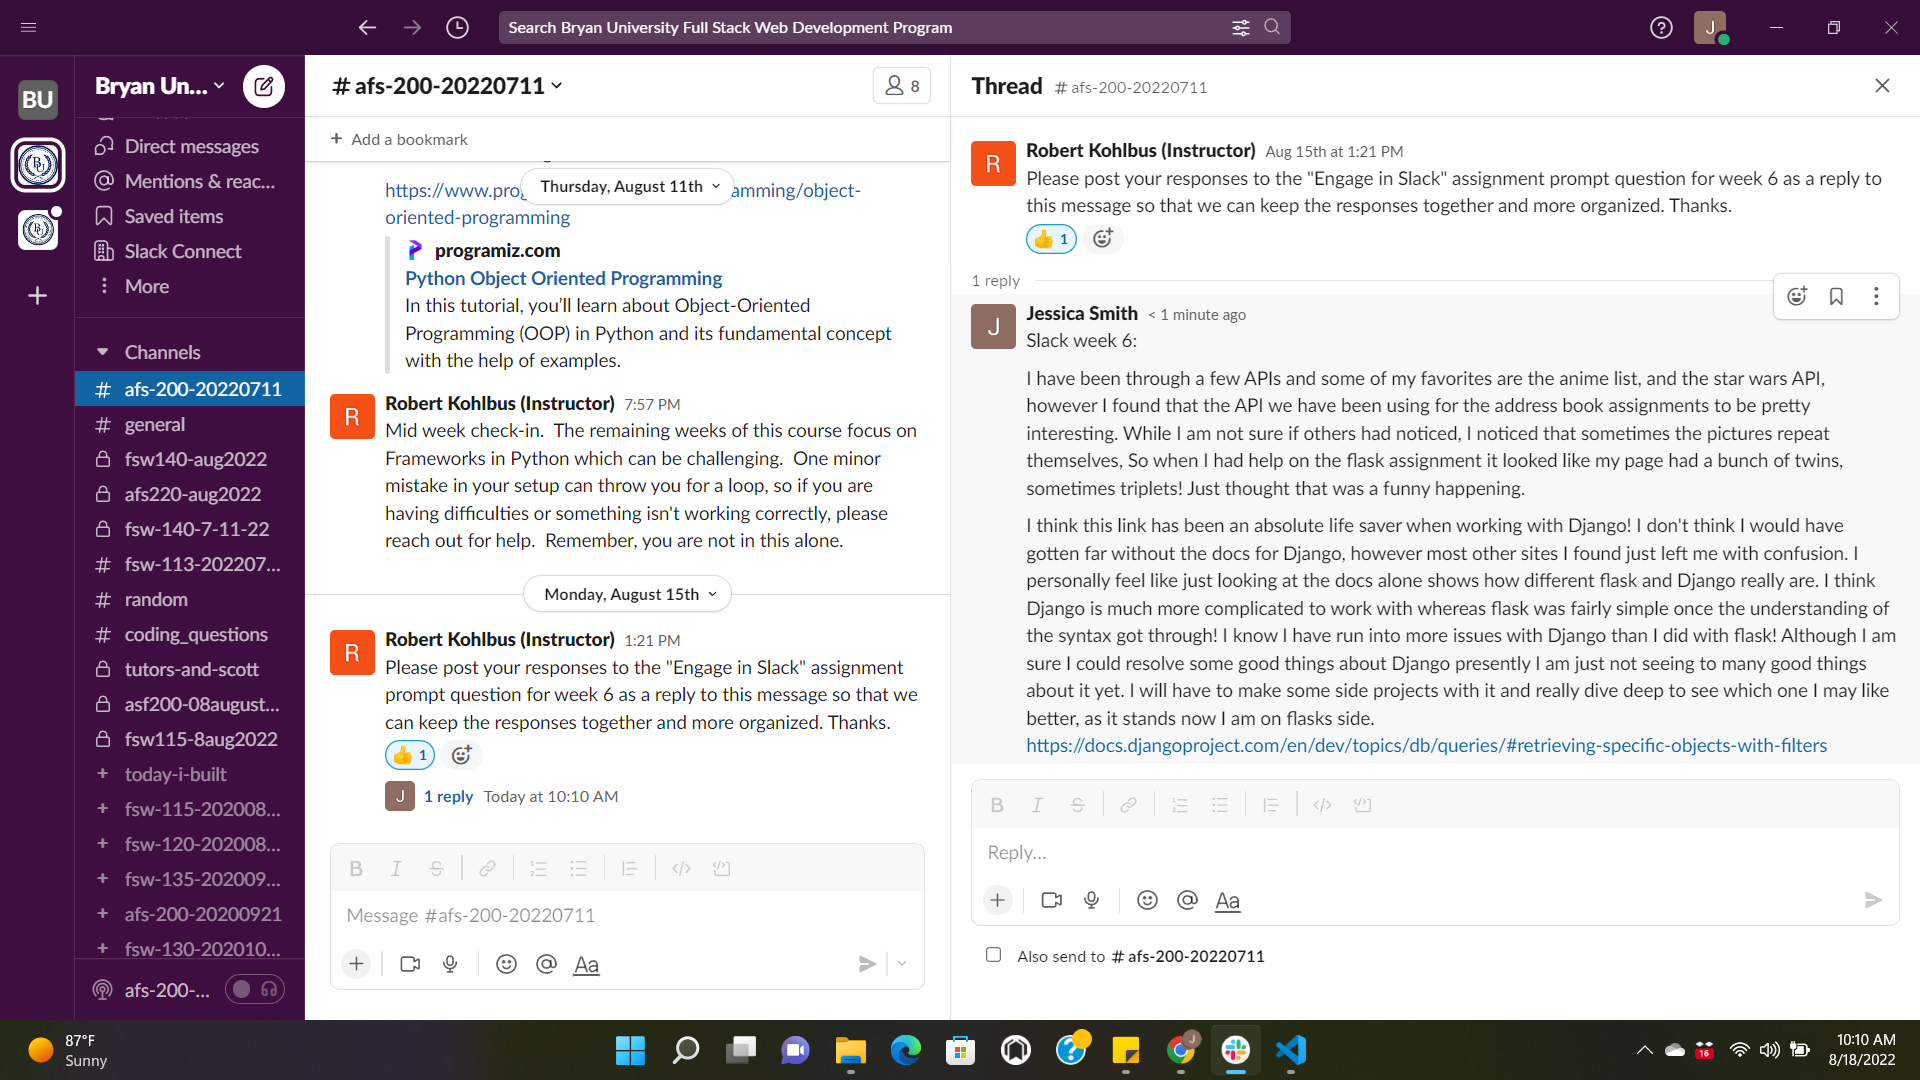 Search Bryan University Full Stack Web Development Program
J
BU
Bryan Un...
Direct messages
Mentions & reac...
Saved items
Slack Connect
More
Channels
# afs-200-20220711
# general
fsw140-aug2022
afs220-aug2022
fsw-140-7-11-22
# fsw-113-202207...
# random
# coding_questions
tutors-and-scott
asf200-08august...
fsw115-8aug2022
+ today-i-built
+ fsw-115-202008...
+ fsw-120-202008...
+ fsw-135-202009...
+ afs-200-20200921
+ fsw-130-202010...
afs-200-...
# afs-200-20220711
8
+ Add a bookmark
Thursday, August 11th
https://www.prog amming/object-
oriented-programming
programiz.com
Python Object Oriented Programming
In this tutorial, you'll learn about Object-Oriented
Programming (OOP) in Python and its fundamental concept
with the help of examples.
R
Robert Kohlbus (Instructor) 7:57 PM
Mid week check-in. The remaining weeks of this course focus on
Frameworks in Python which can be challenging. One minor
mistake in your setup can throw you for a loop, so if you are
having difficulties or something isn't working correctly, please
reach out for help. Remember, you are not in this alone.
Monday, August 15th
R
Robert Kohlbus (Instructor) 1:21 PM
Please post your responses to the "Engage in Slack" assignment
prompt question for week 6 as a reply to this message so that we
can keep the responses together and more organized. Thanks.
1
J 1 reply Today at 10:10 AM
B I S
Message #afs-200-20220711
+ @ Aa
Thread # afs-200-20220711
R
Robert Kohlbus (Instructor) Aug 15th at 1:21 PM
Please post your responses to the "Engage in Slack" assignment prompt question for week 6 as a reply to
this message so that we can keep the responses together and more organized. Thanks.
1
1 reply
J
Jessica Smith < 1 minute ago
Slack week 6:
I have been through a few APIs and some of my favorites are the anime list, and the star wars API,
however I found that the API we have been using for the address book assignments to be pretty
interesting. While I am not sure if others had noticed, I noticed that sometimes the pictures repeat
themselves, So when I had help on the flask assignment it looked like my page had a bunch of twins,
sometimes triplets! Just thought that was a funny happening.
I think this link has been an absolute life saver when working with Django! I don't think I would have
gotten far without the docs for Django, however most other sites I found just left me with confusion. I
personally feel like just looking at the docs alone shows how different flask and Django really are. I think
Django is much more complicated to work with whereas flask was fairly simple once the understanding of
the syntax got through! I know I have run into more issues with Django than I did with flask! Although I am
sure I could resolve some good things about Django presently I am just not seeing to many good things
about it yet. I will have to make some side projects with it and really dive deep to see which one I may like
better, as it stands now I am on flasks side.
https://docs.djangoproject.com/en/dev/topics/db/queries/#retrieving-specific-objects-with-filters
B I S
Reply...
+ @ Aa
Also send to # afs-200-20220711
87°F
Sunny
J
16
10:10 AM
8/18/2022